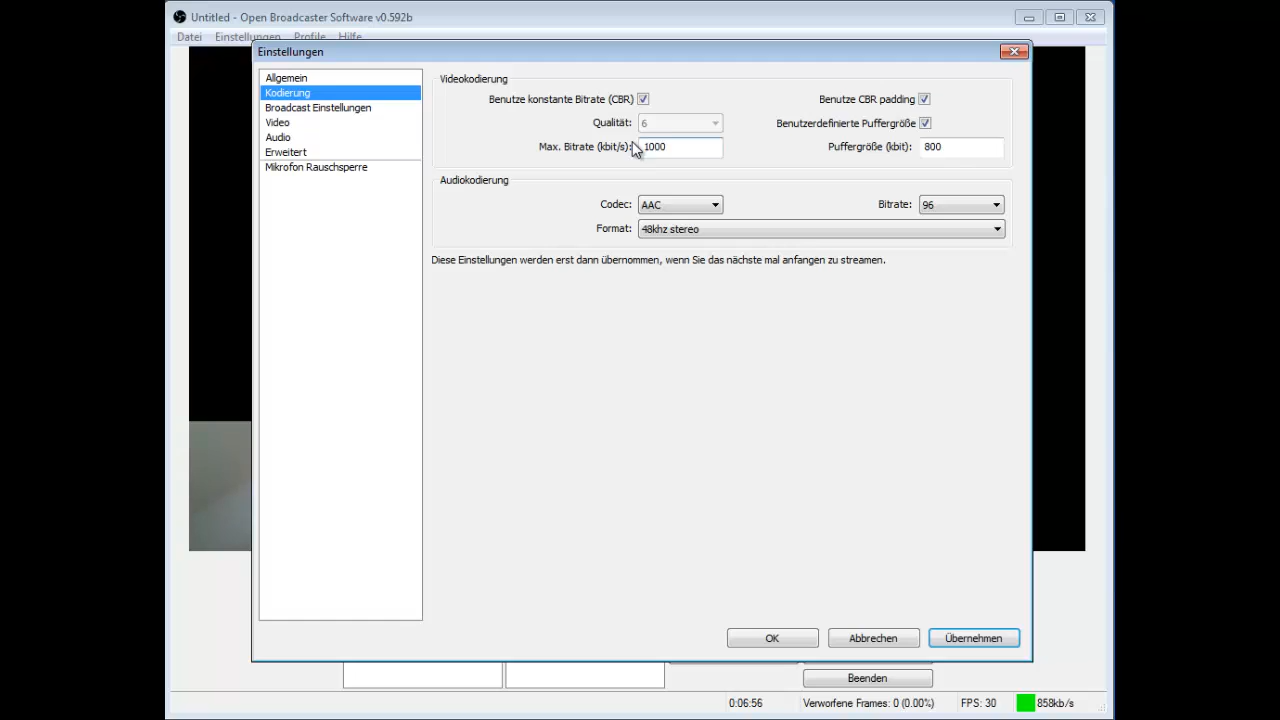 Untitled - Open Broadcaster Software v0.592b
Datei Einstellungen Profile Hilfe
Einstellungen
Allgemein
Kodierung
Broadcast Einstellungen
Video
Audio
Erweitert
Mikrofon Rauschsperre
Videokodierung
Benutze konstante Bitrate (CBR) Benutze CBR padding
Qualität: 6 Benutzerdefinierte Puffergröße
Max. Bitrate (kbit/s): 1000 Puffergröße (kbit): 800
Audiokodierung
Codec: AAC Bitrate: 96
Format: 48khz stereo
Diese Einstellungen werden erst dann übernommen, wenn Sie das nächste mal anfangen zu streamen.
OK Abbrechen Übernehmen
Beenden
0:06:56 Verworfene Frames: 0 (0.00%) FPS: 30 858kb/s